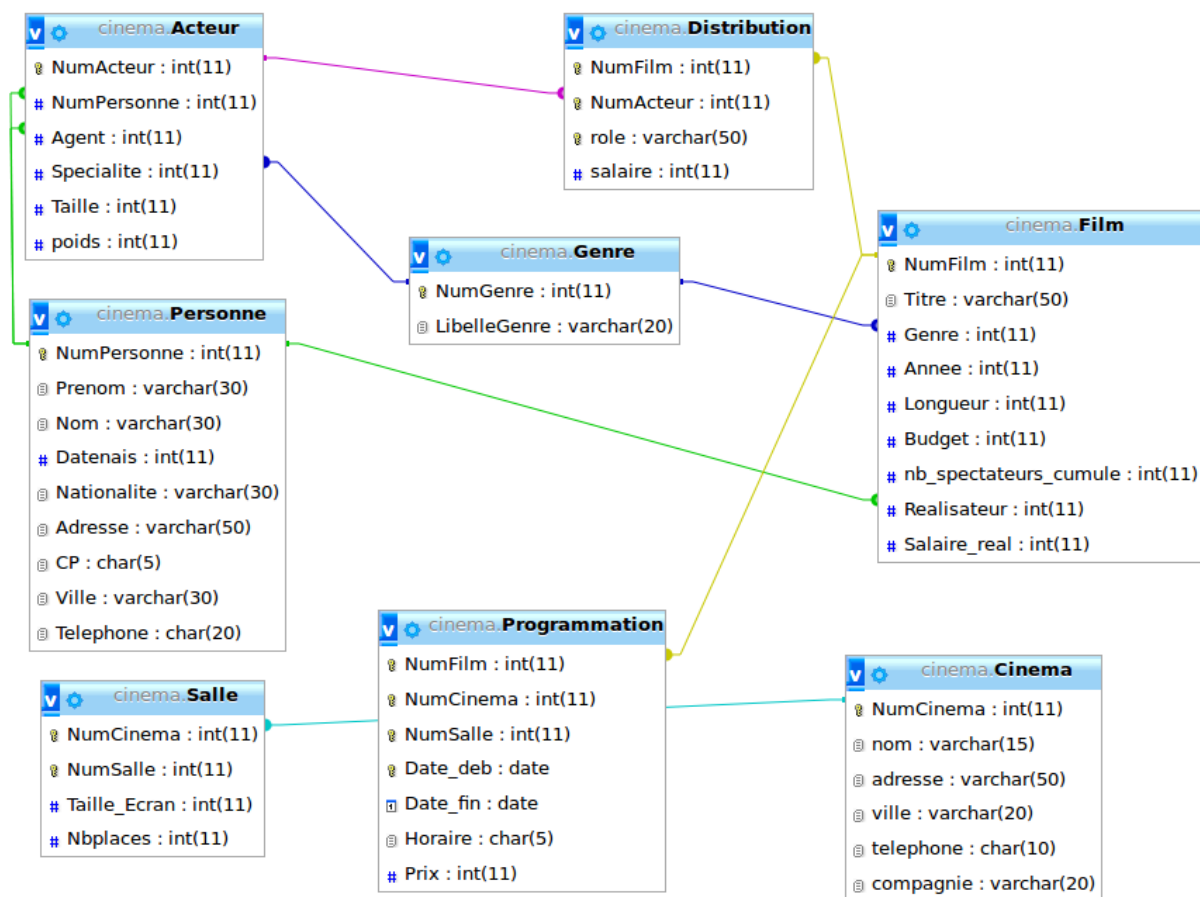 cinema.Acteur
NumActeur : int(11)
NumPersonne : int(11)
Agent : int(11)
Specialite : int(11)
Taille : int(11)
poids : int(11)
cinema.Distribution
NumFilm : int(11)
NumActeur : int(11)
role : varchar(50)
salaire : int(11)
cinema.Genre
NumGenre : int(11)
LibelleGenre : varchar(20)
cinema.Film
NumFilm : int(11)
Titre : varchar(50)
Genre : int(11)
Annee : int(11)
Longueur : int(11)
Budget : int(11)
nb_spectateurs_cumule : int(11)
Realisateur : int(11)
Salaire_real : int(11)
cinema.Personne
NumPersonne : int(11)
Prenom : varchar(30)
Nom : varchar(30)
Datenais : int(11)
Nationalite : varchar(30)
Adresse : varchar(50)
CP : char(5)
Ville : varchar(30)
Telephone : char(20)
cinema.Programmation
NumFilm : int(11)
NumCinema : int(11)
NumSalle : int(11)
Date_deb : date
Date_fin : date
Horaire : char(5)
Prix : int(11)
cinema.Salle
NumCinema : int(11)
NumSalle : int(11)
Taille_Ecran : int(11)
Nbplaces : int(11)
cinema.Cinema
NumCinema : int(11)
nom : varchar(15)
adresse : varchar(50)
ville : varchar(20)
telephone : char(10)
compagnie : varchar(20)